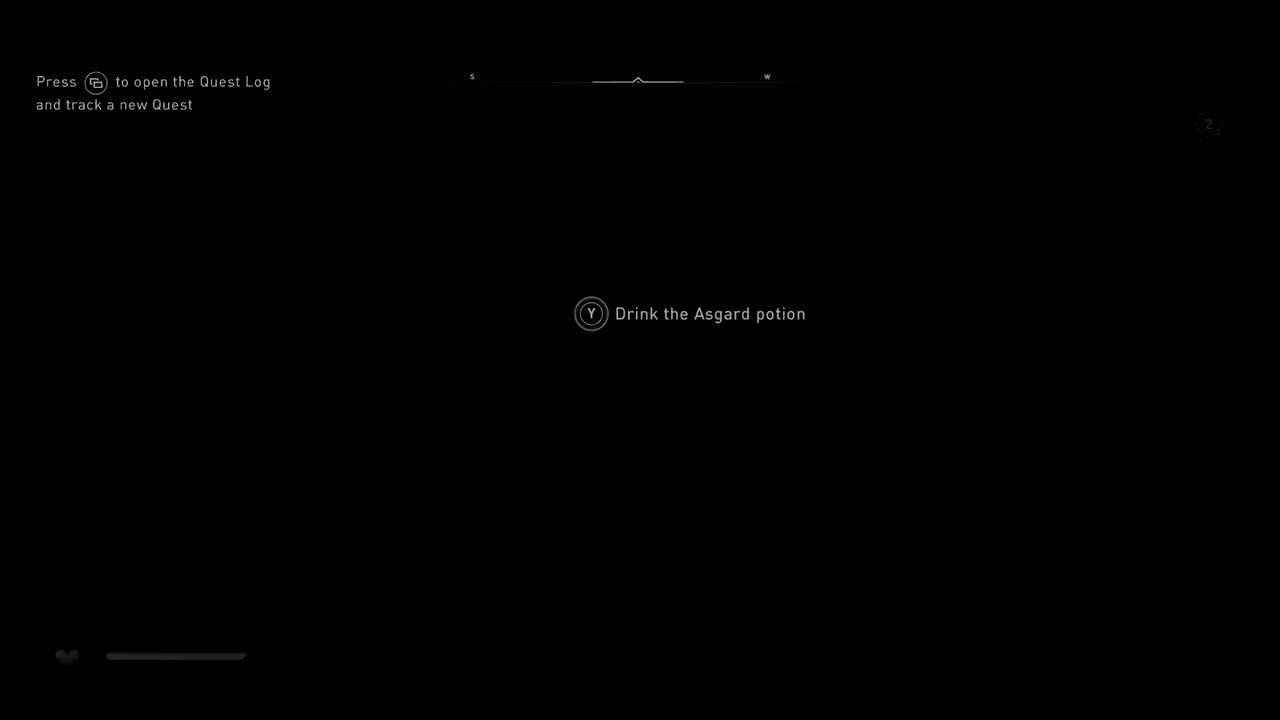 S W
Press to open the Quest Log
and track a new Quest
2
Y Drink the Asgard potion